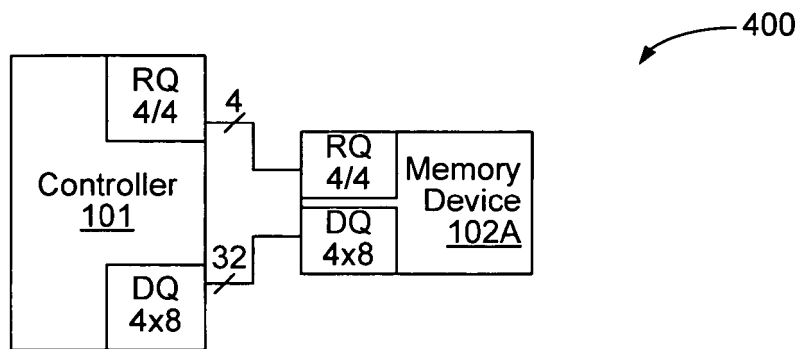 400
RQ
4/4
4
Controller
101
RQ
4/4
Memory
Device
102A
DQ
4x8
32
DQ
4x8